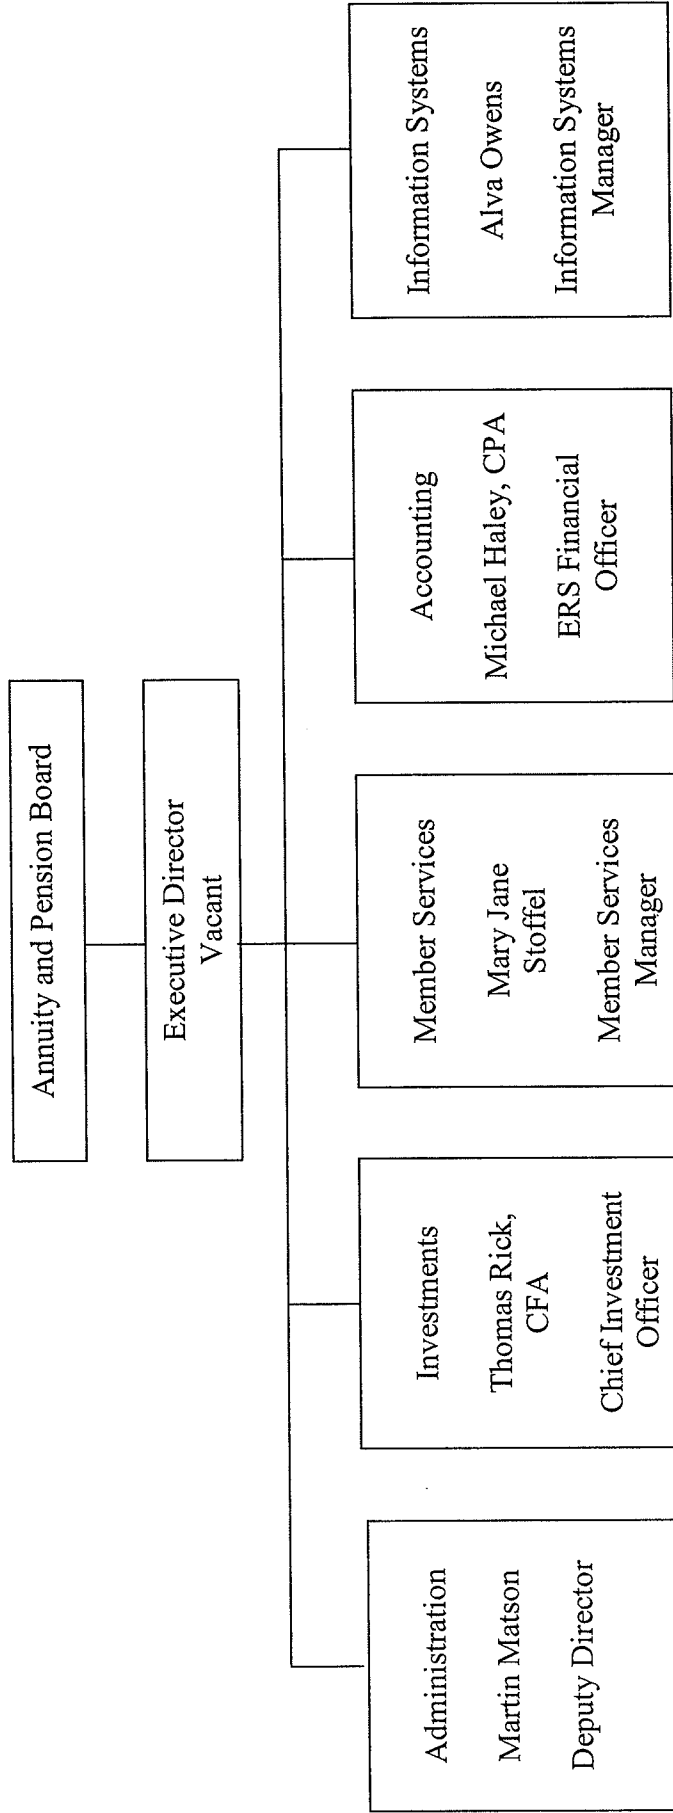 Annuity and Pension Board
Executive Director
Vacant
Administration
Martin Matson
Deputy Director
Investments
Thomas Rick,
CFA
Chief Investment
Officer
Member Services
Mary Jane
Stoffel
Member Services
Manager
Accounting
Michael Haley, CPA
ERS Financial
Officer
Information Systems
Alva Owens
Information Systems
Manager